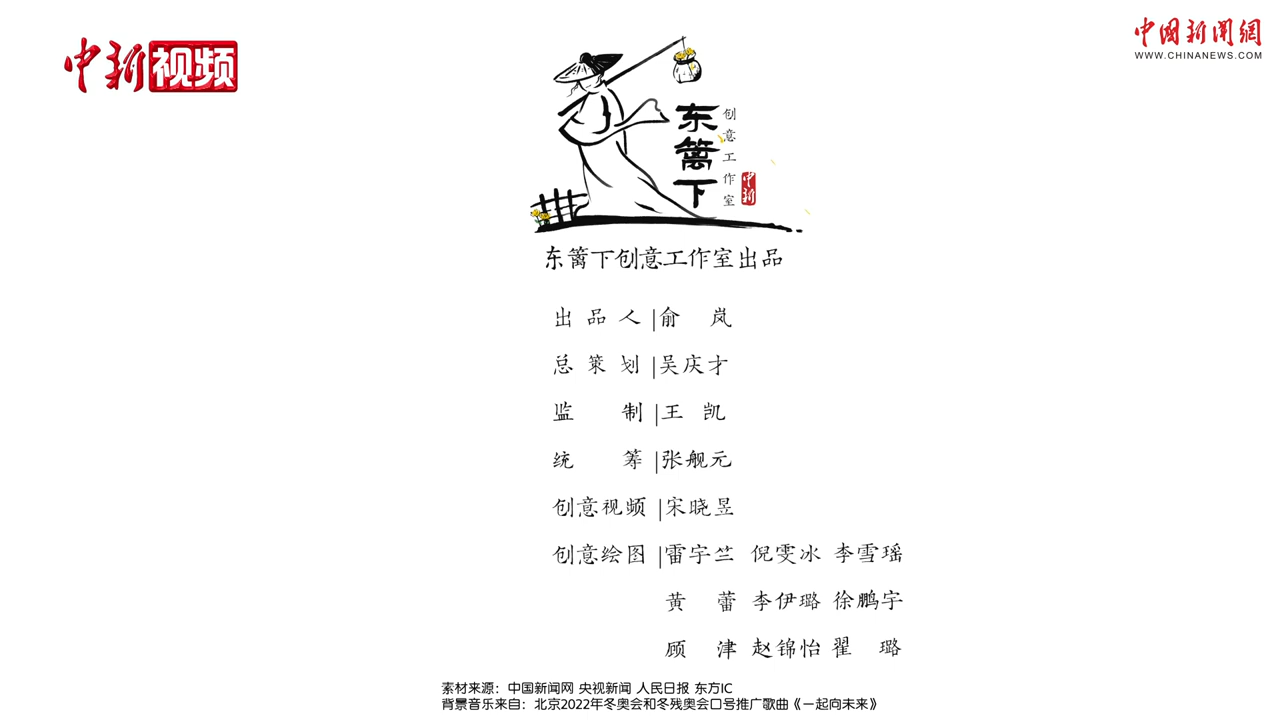 中新视频
中国新闻網
WWW.CHINANEWS.COM
东篱下
创意工作室
中新
东篱下创意工作室出品
出品人|俞 岚
总策划|吴庆才
监 制|王 凯
统 筹|张舰元
创意视频|宋晓昱
创意绘图|雷宇竺 倪雯冰 李雪瑶
黄 蕾 李伊璐 徐鹏宇
顾 津 赵锦怡 翟 璐
素材来源：中国新闻网 央视新闻 人民日报 东方IC
背景音乐来自：北京2022年冬奥会和冬残奥会口号推广歌曲《一起向未来》